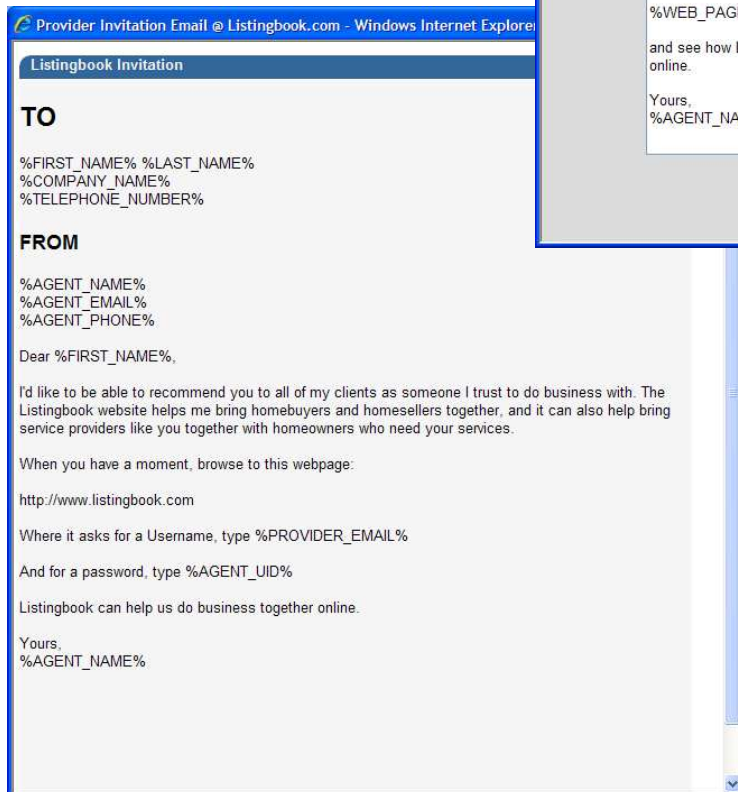 Provider Invitation Email @ Listingbook.com - Windows Internet Explorer
Listingbook Invitation
TO
%FIRST_NAME% %LAST_NAME%
%COMPANY_NAME%
%TELEPHONE_NUMBER%
FROM
%AGENT_NAME%
%AGENT_EMAIL%
%AGENT_PHONE%
Dear %FIRST_NAME%,
I'd like to be able to recommend you to all of my clients as someone I trust to do business with. The
Listingbook website helps me bring homebuyers and homesellers together, and it can also help bring
service providers like you together with homeowners who need your services.
When you have a moment, browse to this webpage:
http://www.listingbook.com
Where it asks for a Username, type %PROVIDER_EMAIL%
And for a password, type %AGENT_UID%
Listingbook can help us do business together online.
Yours,
%AGENT_NAME%
and see how
online.
Yours,